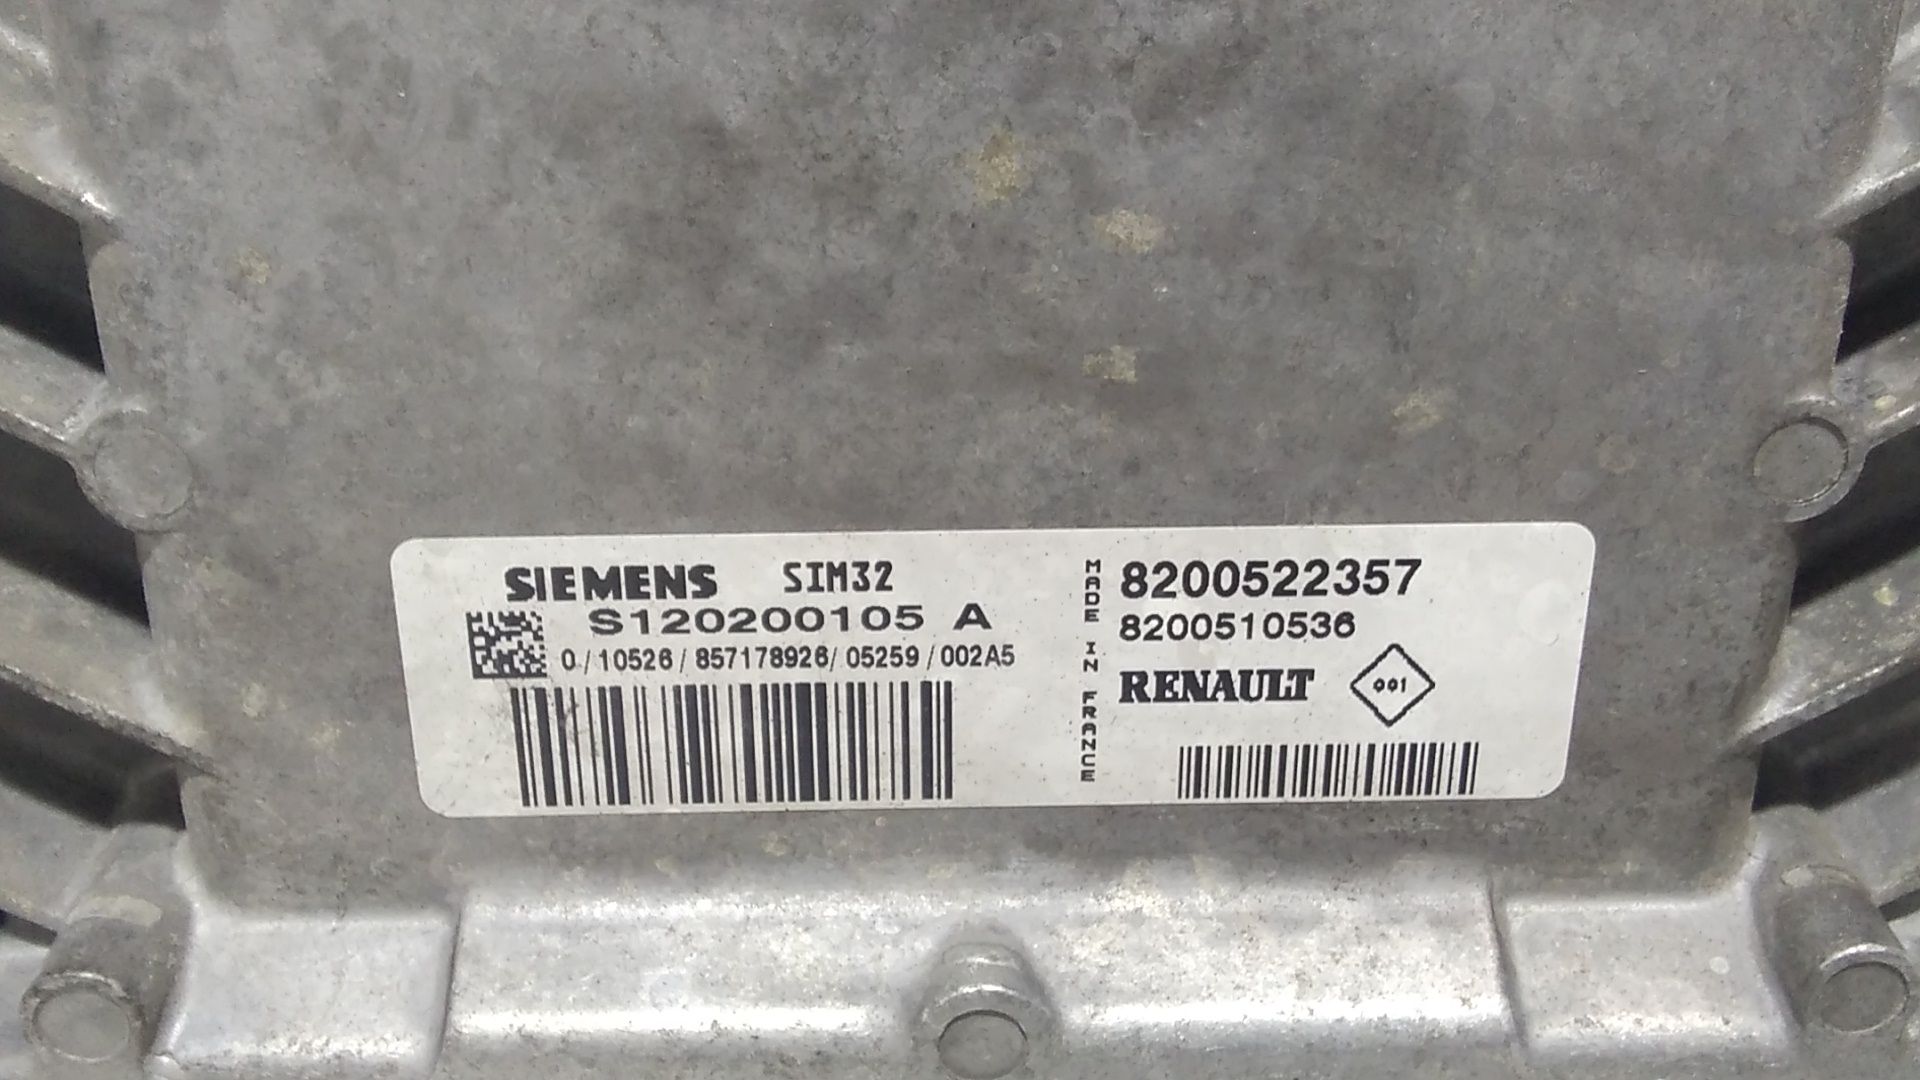 SIEMENS SIM32
S120200105 A
0/10526/857178926/05259/002A5
MADE IN FRANCE
8200522357
8200510536
RENAULT 001